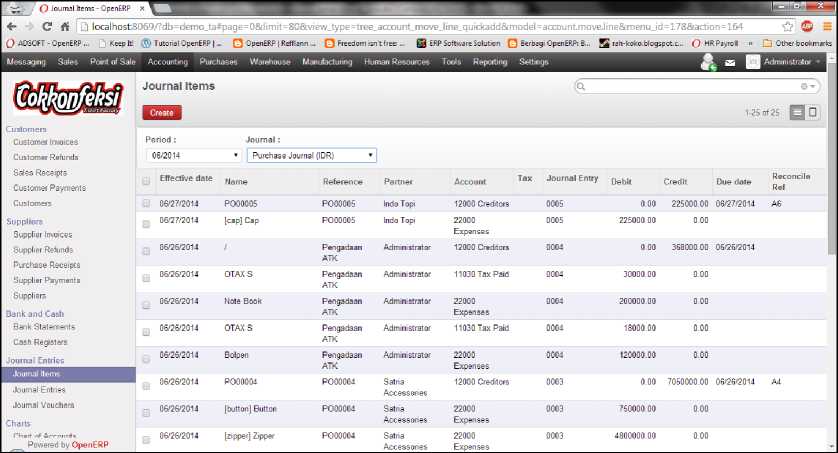 Journal Items - OpenERP
localhost:8069/?db=demo_ta#page=0&limit=80&view_type=tree_account_move_line_quickadd&model=account.move.line&menu_id=178&action=164
ADSOFT - OpenERP ... Keep It! Tutorial OpenERP | ... OpenERP | Reffiann ... Freedom isn't free ... ERP Software Solution Berbagi OpenERP: B... rah-koko.blogspot.c... HR Payroll » Other bookmarks
Messaging Sales Point of Sale Accounting Purchases Warehouse Manufacturing Human Resources Tools Reporting Settings Administrator
Cokkonfeksi
Journal Items
Create
1-25 of 25
Period : Journal :
06/2014 Purchase Journal (IDR)
Customers
Customer Invoices
Customer Refunds
Sales Receipts
Customer Payments
Customers
Suppliers
Supplier Invoices
Supplier Refunds
Purchase Receipts
Supplier Payments
Suppliers
Bank and Cash
Bank Statements
Cash Registers
Journal Entries
Journal Items
Journal Entries
Journal Vouchers
Charts
Chart of Accounts
Powered by OpenERP
Effective date Name Reference Partner Account Tax Journal Entry Debit Credit Due date Reconcile Ref
06/27/2014 PO00005 PO00005 Indo Topi 12000 Creditors 0005 0.00 225000.00 06/27/2014 A6
06/27/2014 [cap] Cap PO00005 Indo Topi 22000 Expenses 0005 225000.00 0.00
06/26/2014 / Pengadaan ATK Administrator 12000 Creditors 0004 0.00 368000.00 06/26/2014
06/26/2014 OTAX S Pengadaan ATK Administrator 11030 Tax Paid 0004 30000.00 0.00
06/26/2014 Note Book Pengadaan ATK Administrator 22000 Expenses 0004 200000.00 0.00
06/26/2014 OTAX S Pengadaan ATK Administrator 11030 Tax Paid 0004 18000.00 0.00
06/26/2014 Bolpen Pengadaan ATK Administrator 22000 Expenses 0004 120000.00 0.00
06/26/2014 PO00004 PO00004 Satria Accessories 12000 Creditors 0003 0.00 7050000.00 06/26/2014 A4
06/26/2014 [button] Button PO00004 Satria Accessories 22000 Expenses 0003 750000.00 0.00
06/26/2014 [zipper] Zipper PO00004 Satria Accessories 22000 Expenses 0003 4800000.00 0.00